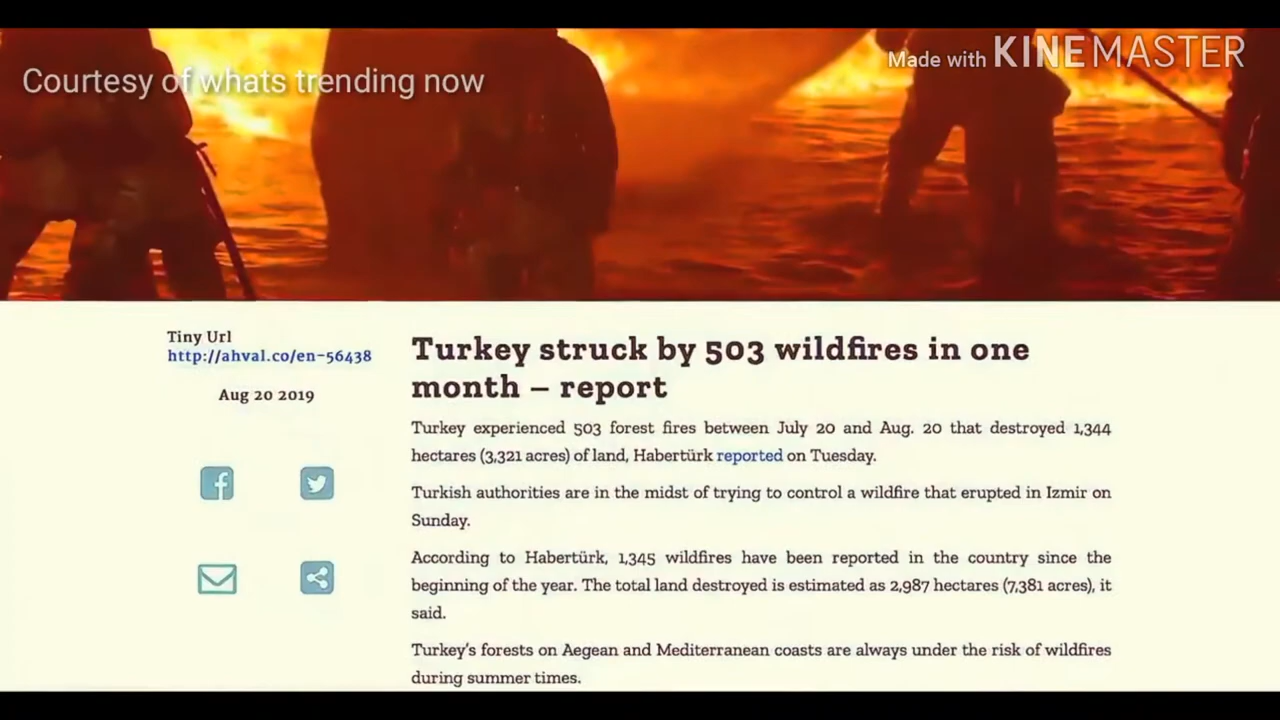 Courtesy of whats trending now
Made with KINEMASTER
Tiny Url
http://ahval.co/en-56438
Aug 20 2019
Turkey struck by 503 wildfires in one
month – report
Turkey experienced 503 forest fires between July 20 and Aug. 20 that destroyed 1,344
hectares (3,321 acres) of land, Habertürk reported on Tuesday.
Turkish authorities are in the midst of trying to control a wildfire that erupted in Izmir on
Sunday.
According to Habertürk, 1,345 wildfires have been reported in the country since the
beginning of the year. The total land destroyed is estimated as 2,987 hectares (7,381 acres), it
said.
Turkey's forests on Aegean and Mediterranean coasts are always under the risk of wildfires
during summer times.